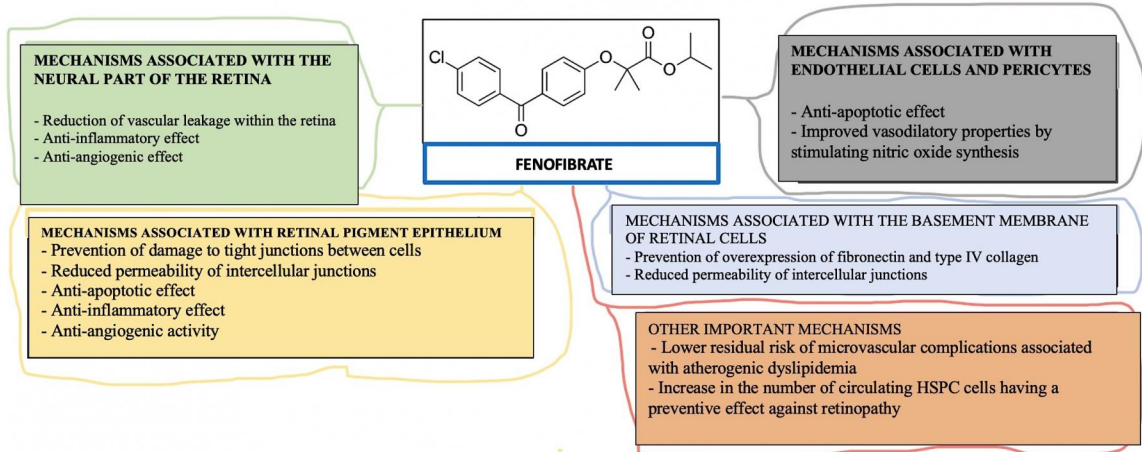 MECHANISMS ASSOCIATED WITH THE
NEURAL PART OF THE RETINA
- Reduction of vascular leakage within the retina
- Anti-inflammatory effect
- Anti-angiogenic effect
Cl
O
O
O
O
FENOFIBRATE
MECHANISMS ASSOCIATED WITH
ENDOTHELIAL CELLS AND PERICYTES
- Anti-apoptotic effect
- Improved vasodilatory properties by
stimulating nitric oxide synthesis
MECHANISMS ASSOCIATED WITH RETINAL PIGMENT EPITHELIUM
- Prevention of damage to tight junctions between cells
- Reduced permeability of intercellular junctions
- Anti-apoptotic effect
- Anti-inflammatory effect
- Anti-angiogenic activity
MECHANISMS ASSOCIATED WITH THE BASEMENT MEMBRANE
OF RETINAL CELLS
- Prevention of overexpression of fibronectin and type IV collagen
- Reduced permeability of intercellular junctions
OTHER IMPORTANT MECHANISMS
- Lower residual risk of microvascular complications associated
with atherogenic dyslipidemia
- Increase in the number of circulating HSPC cells having a
preventive effect against retinopathy